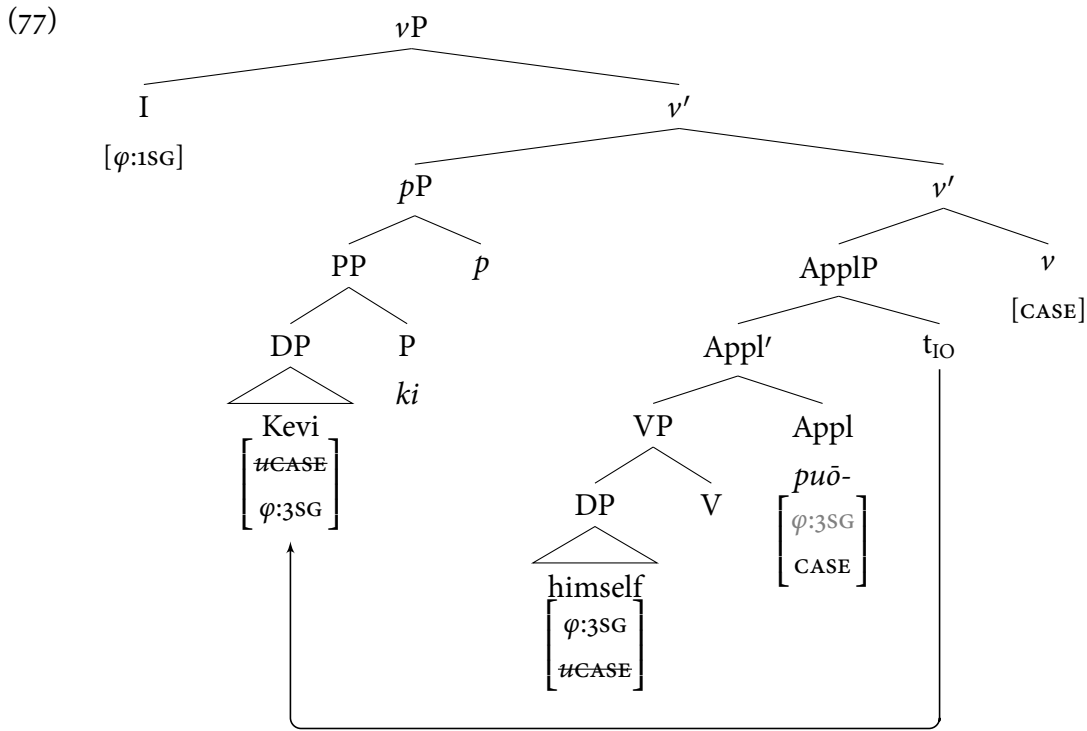 (77)
vP
I
v′
[φ:1SG]
pP
v′
PP
p
ApplP
v
[CASE]
DP
P
Appl′
t_IO
ki
Kevi
VP
Appl
uCASE
puō-
φ:3SG
DP
V
φ:3SG
CASE
himself
φ:3SG
uCASE